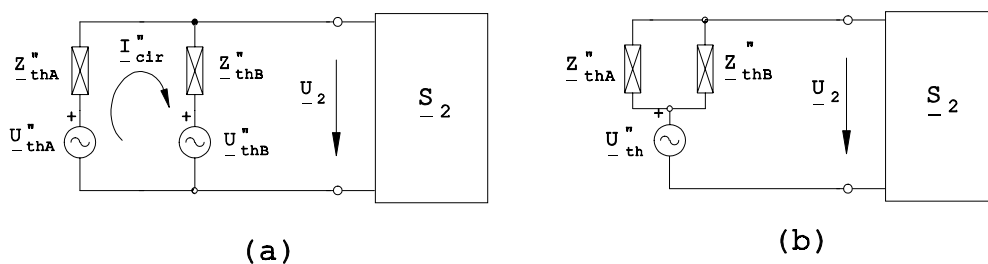 Z"thA
I"cir
Z"thB
U2
S2
+
+
U"thA
U"thB
(a)
Z"thA
Z"thB
U2
S2
+
U"th
(b)